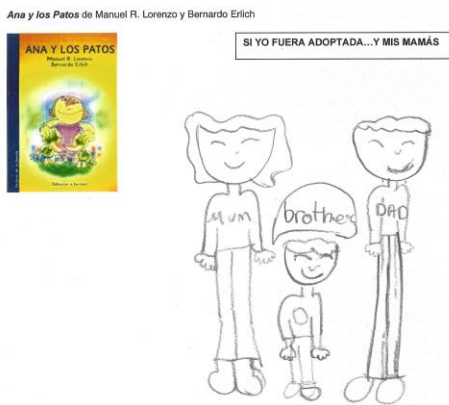 Ana y los Patos de Manuel R. Lorenzo y Bernardo Erlich
SI YO FUERA ADOPTADA...Y MIS MAMÁS
ANA Y LOS PATOS
Manuel R. Lorenzo
Bernardo Erlich
MUM
brother
DAD